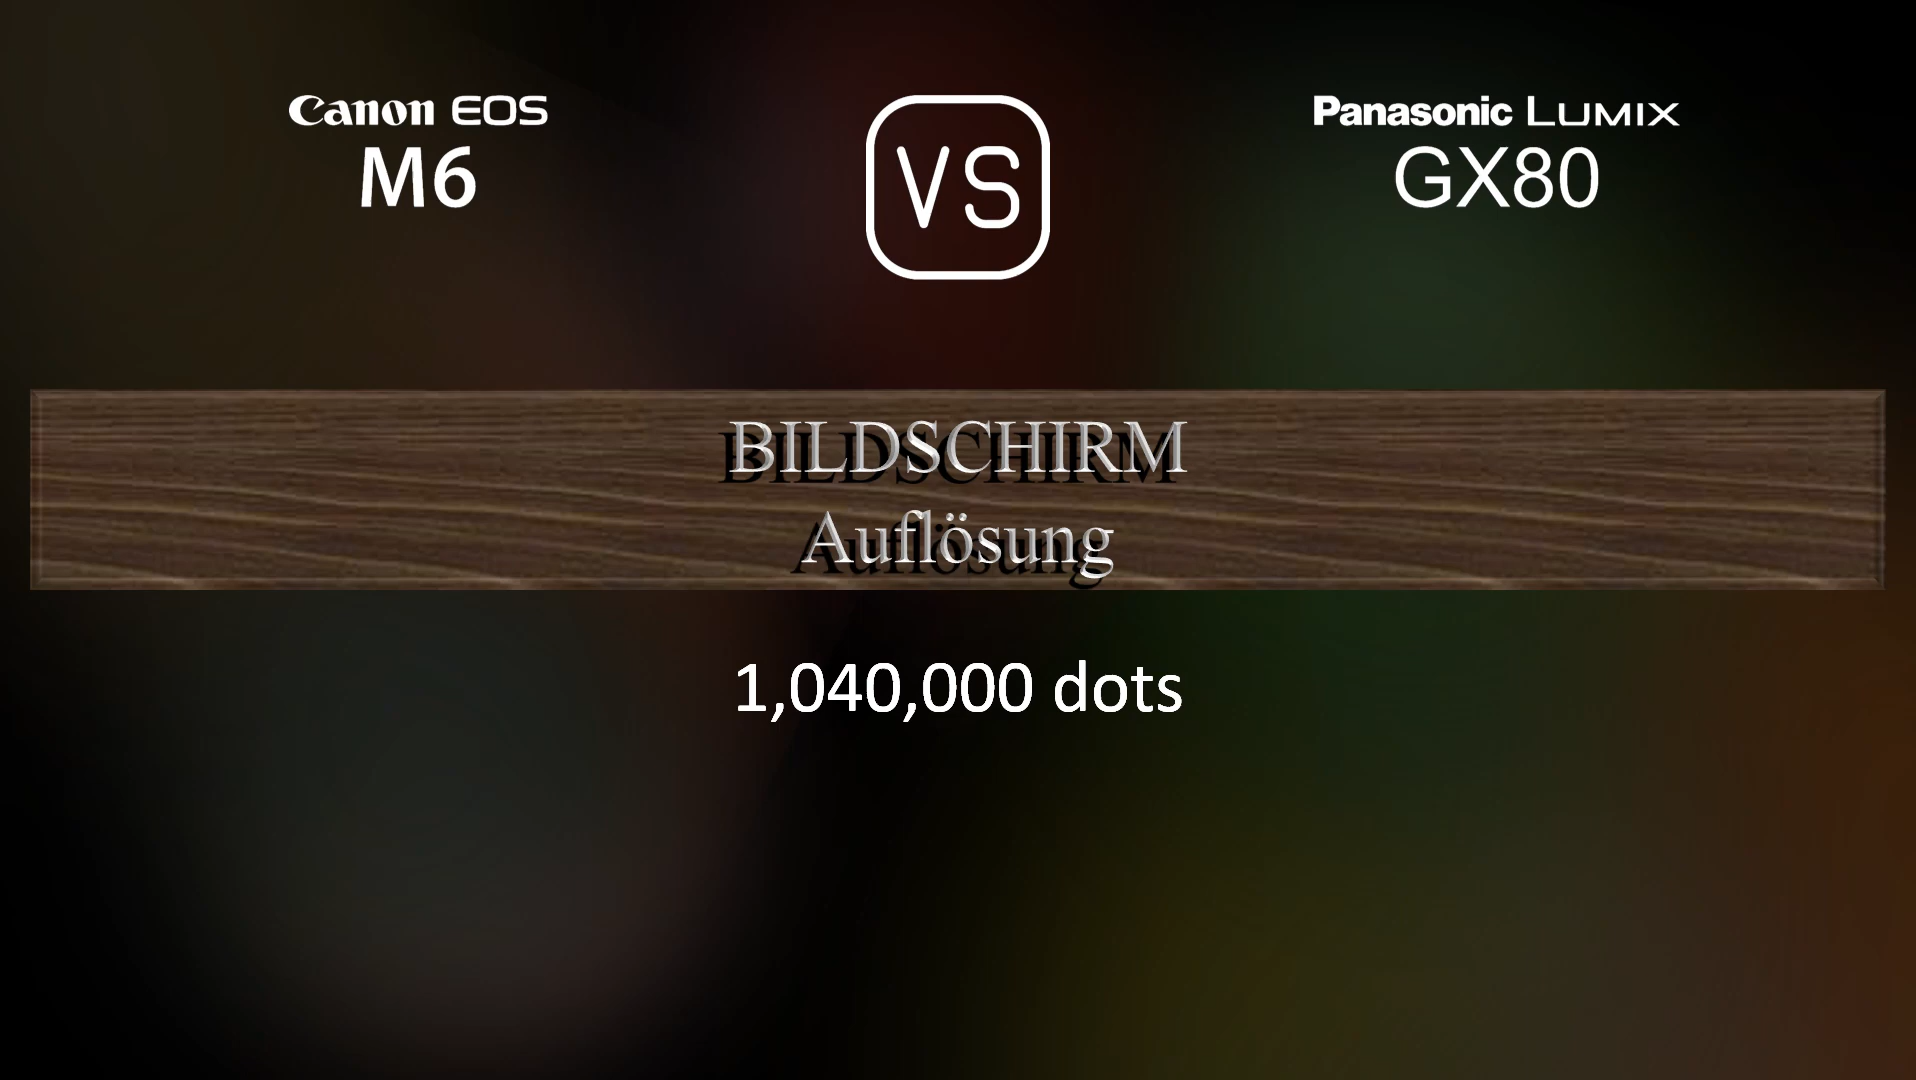 Canon EOS
M6
VS
Panasonic LUMIX
GX80
BILDSCHIRM
Auflösung
1,040,000 dots